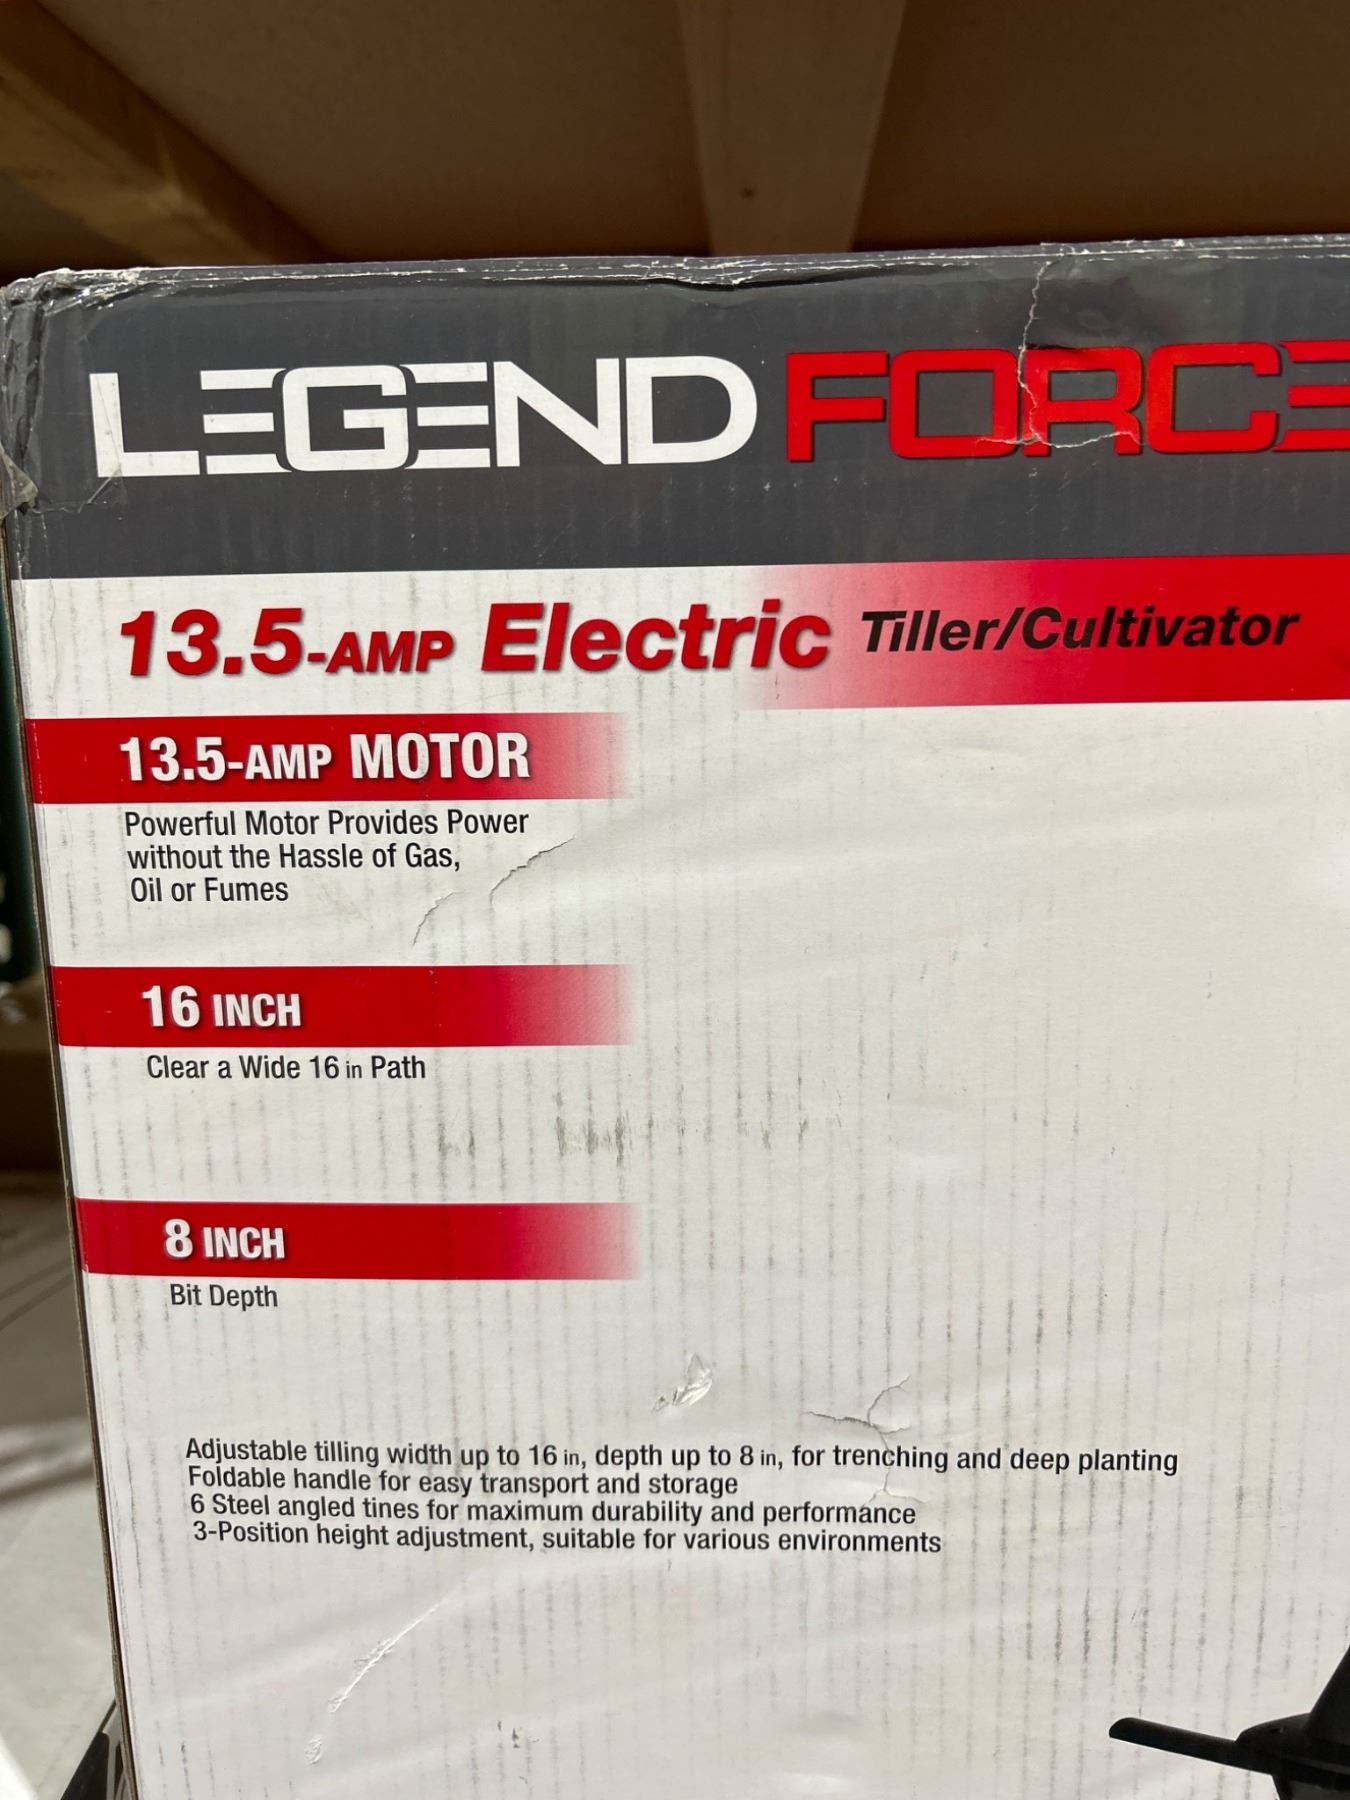 LEGEND FORCE
13.5-AMP Electric Tiller/Cultivator
13.5-AMP MOTOR
Powerful Motor Provides Power
without the Hassle of Gas,
Oil or Fumes
16 INCH
Clear a Wide 16 in Path
8 INCH
Bit Depth
Adjustable tilling width up to 16 in, depth up to 8 in, for trenching and deep planting
Foldable handle for easy transport and storage
6 Steel angled tines for maximum durability and performance
3-Position height adjustment, suitable for various environments